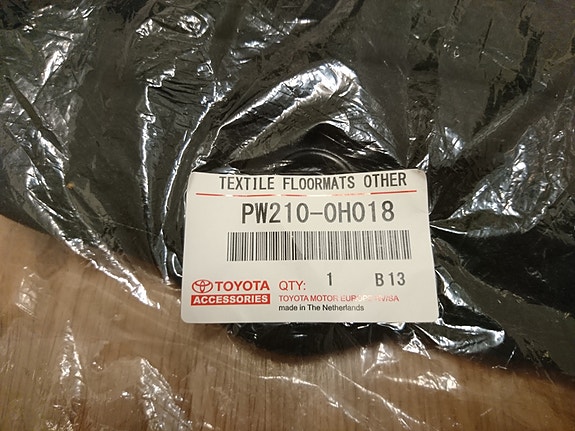 TEXTILE FLOORMATS OTHER
PW210-0H018
TOYOTA
ACCESSORIES
QTY: 1 B13
TOYOTA MOTOR NV/SA
made in The Netherlands